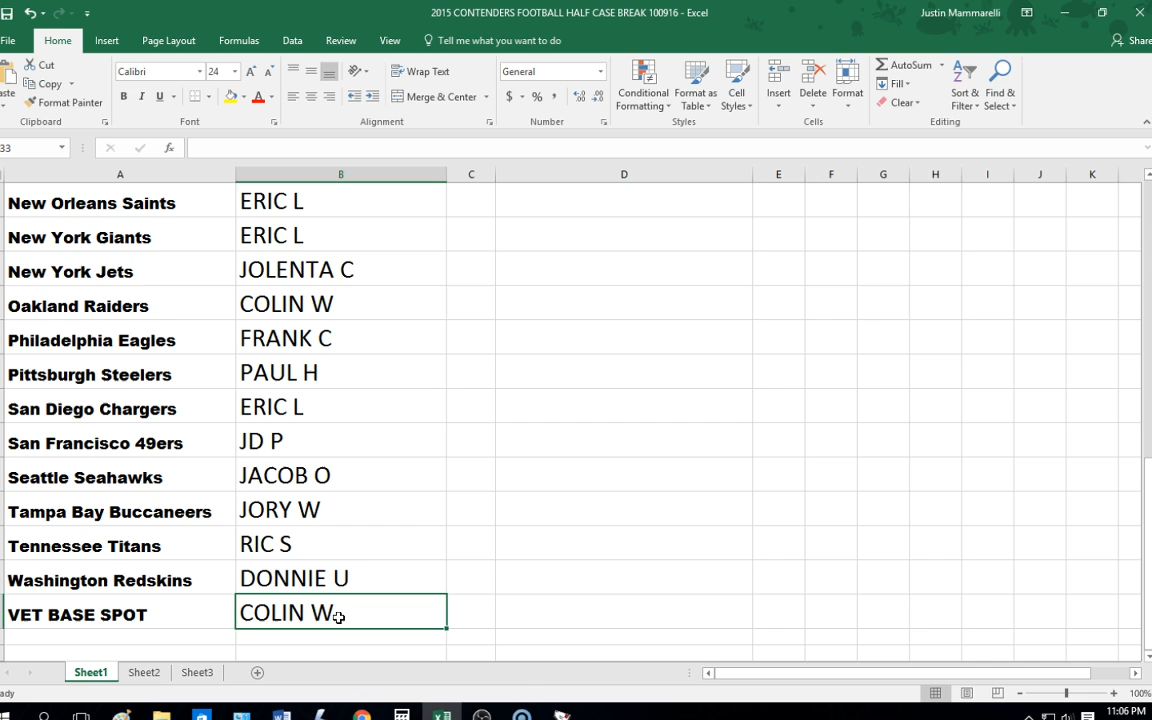 2015 CONTENDERS FOOTBALL HALF CASE BREAK 100916 - Excel
Justin Mammarelli
File Home Insert Page Layout Formulas Data Review View Tell me what you want to do Share
Cut
Copy
Format Painter
Clipboard
Calibri 24
B I U
Font
Wrap Text
Merge & Center
Alignment
General
$ % ,
Number
Conditional Formatting
Format as Table
Cell Styles
Styles
Insert Delete Format
Cells
AutoSum
Fill
Clear
Sort & Filter
Find & Select
Editing
33
fx
A B C D E F G H I J K
New Orleans Saints ERIC L
New York Giants ERIC L
New York Jets JOLENTA C
Oakland Raiders COLIN W
Philadelphia Eagles FRANK C
Pittsburgh Steelers PAUL H
San Diego Chargers ERIC L
San Francisco 49ers JD P
Seattle Seahawks JACOB O
Tampa Bay Buccaneers JORY W
Tennessee Titans RIC S
Washington Redskins DONNIE U
VET BASE SPOT COLIN W
Sheet1 Sheet2 Sheet3
100%
11:06 PM